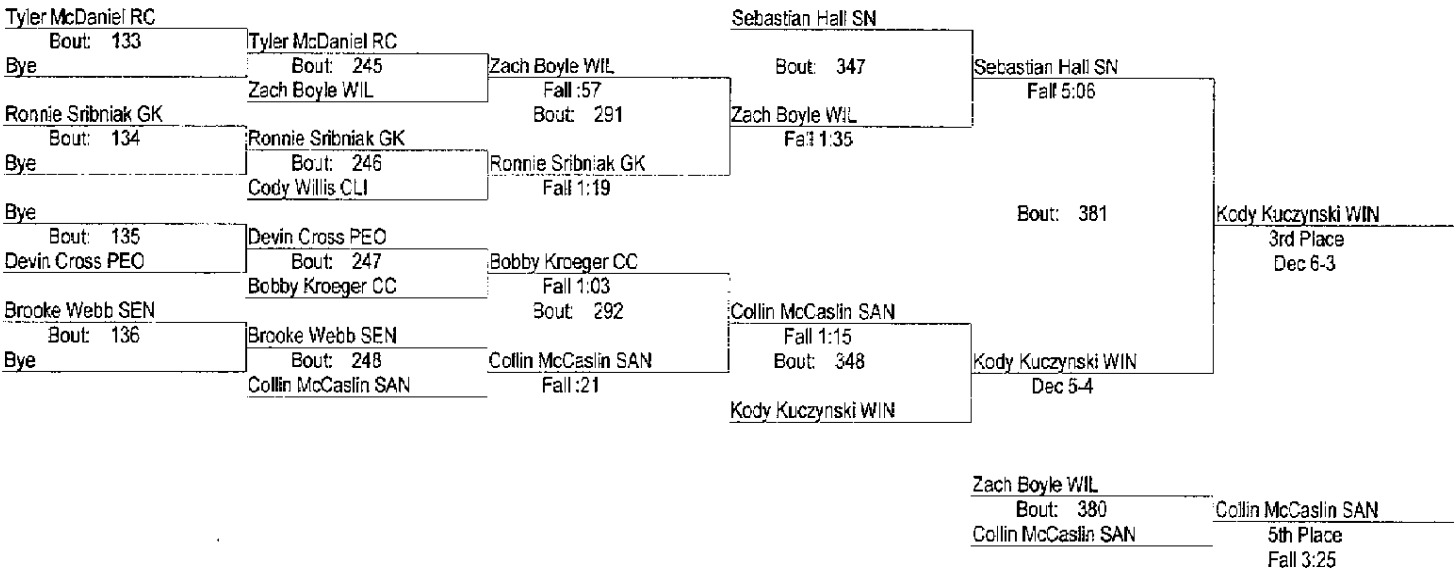 Tyler McDaniel RC
Bout: 133
Bye
Ronnie Sribniak GK
Bout: 134
Bye
Bye
Bout: 135
Devin Cross PEO
Brooke Webb SEN
Bout: 136
Bye
Tyler McDaniel RC
Bout: 245
Zach Boyle WIL
Ronnie Sribniak GK
Bout: 246
Cody Willis CLI
Devin Cross PEO
Bout: 247
Bobby Kroeger CC
Brooke Webb SEN
Bout: 248
Collin McCaslin SAN
Zach Boyle WIL
Fall :57
Bout: 291
Ronnie Sribniak GK
Fall 1:19
Bobby Kroeger CC
Fall 1:03
Bout: 292
Collin McCaslin SAN
Fall :21
Sebastian Hall SN
Bout: 347
Zach Boyle WIL
Fall 1:35
Collin McCaslin SAN
Fall 1:15
Bout: 348
Kody Kuczynski WIN
Sebastian Hall SN
Fall 5:06
Bout: 381
Kody Kuczynski WIN
Dec 5-4
Kody Kuczynski WIN
3rd Place
Dec 6-3
Zach Boyle WIL
Bout: 380
Collin McCaslin SAN
Collin McCaslin SAN
5th Place
Fall 3:25